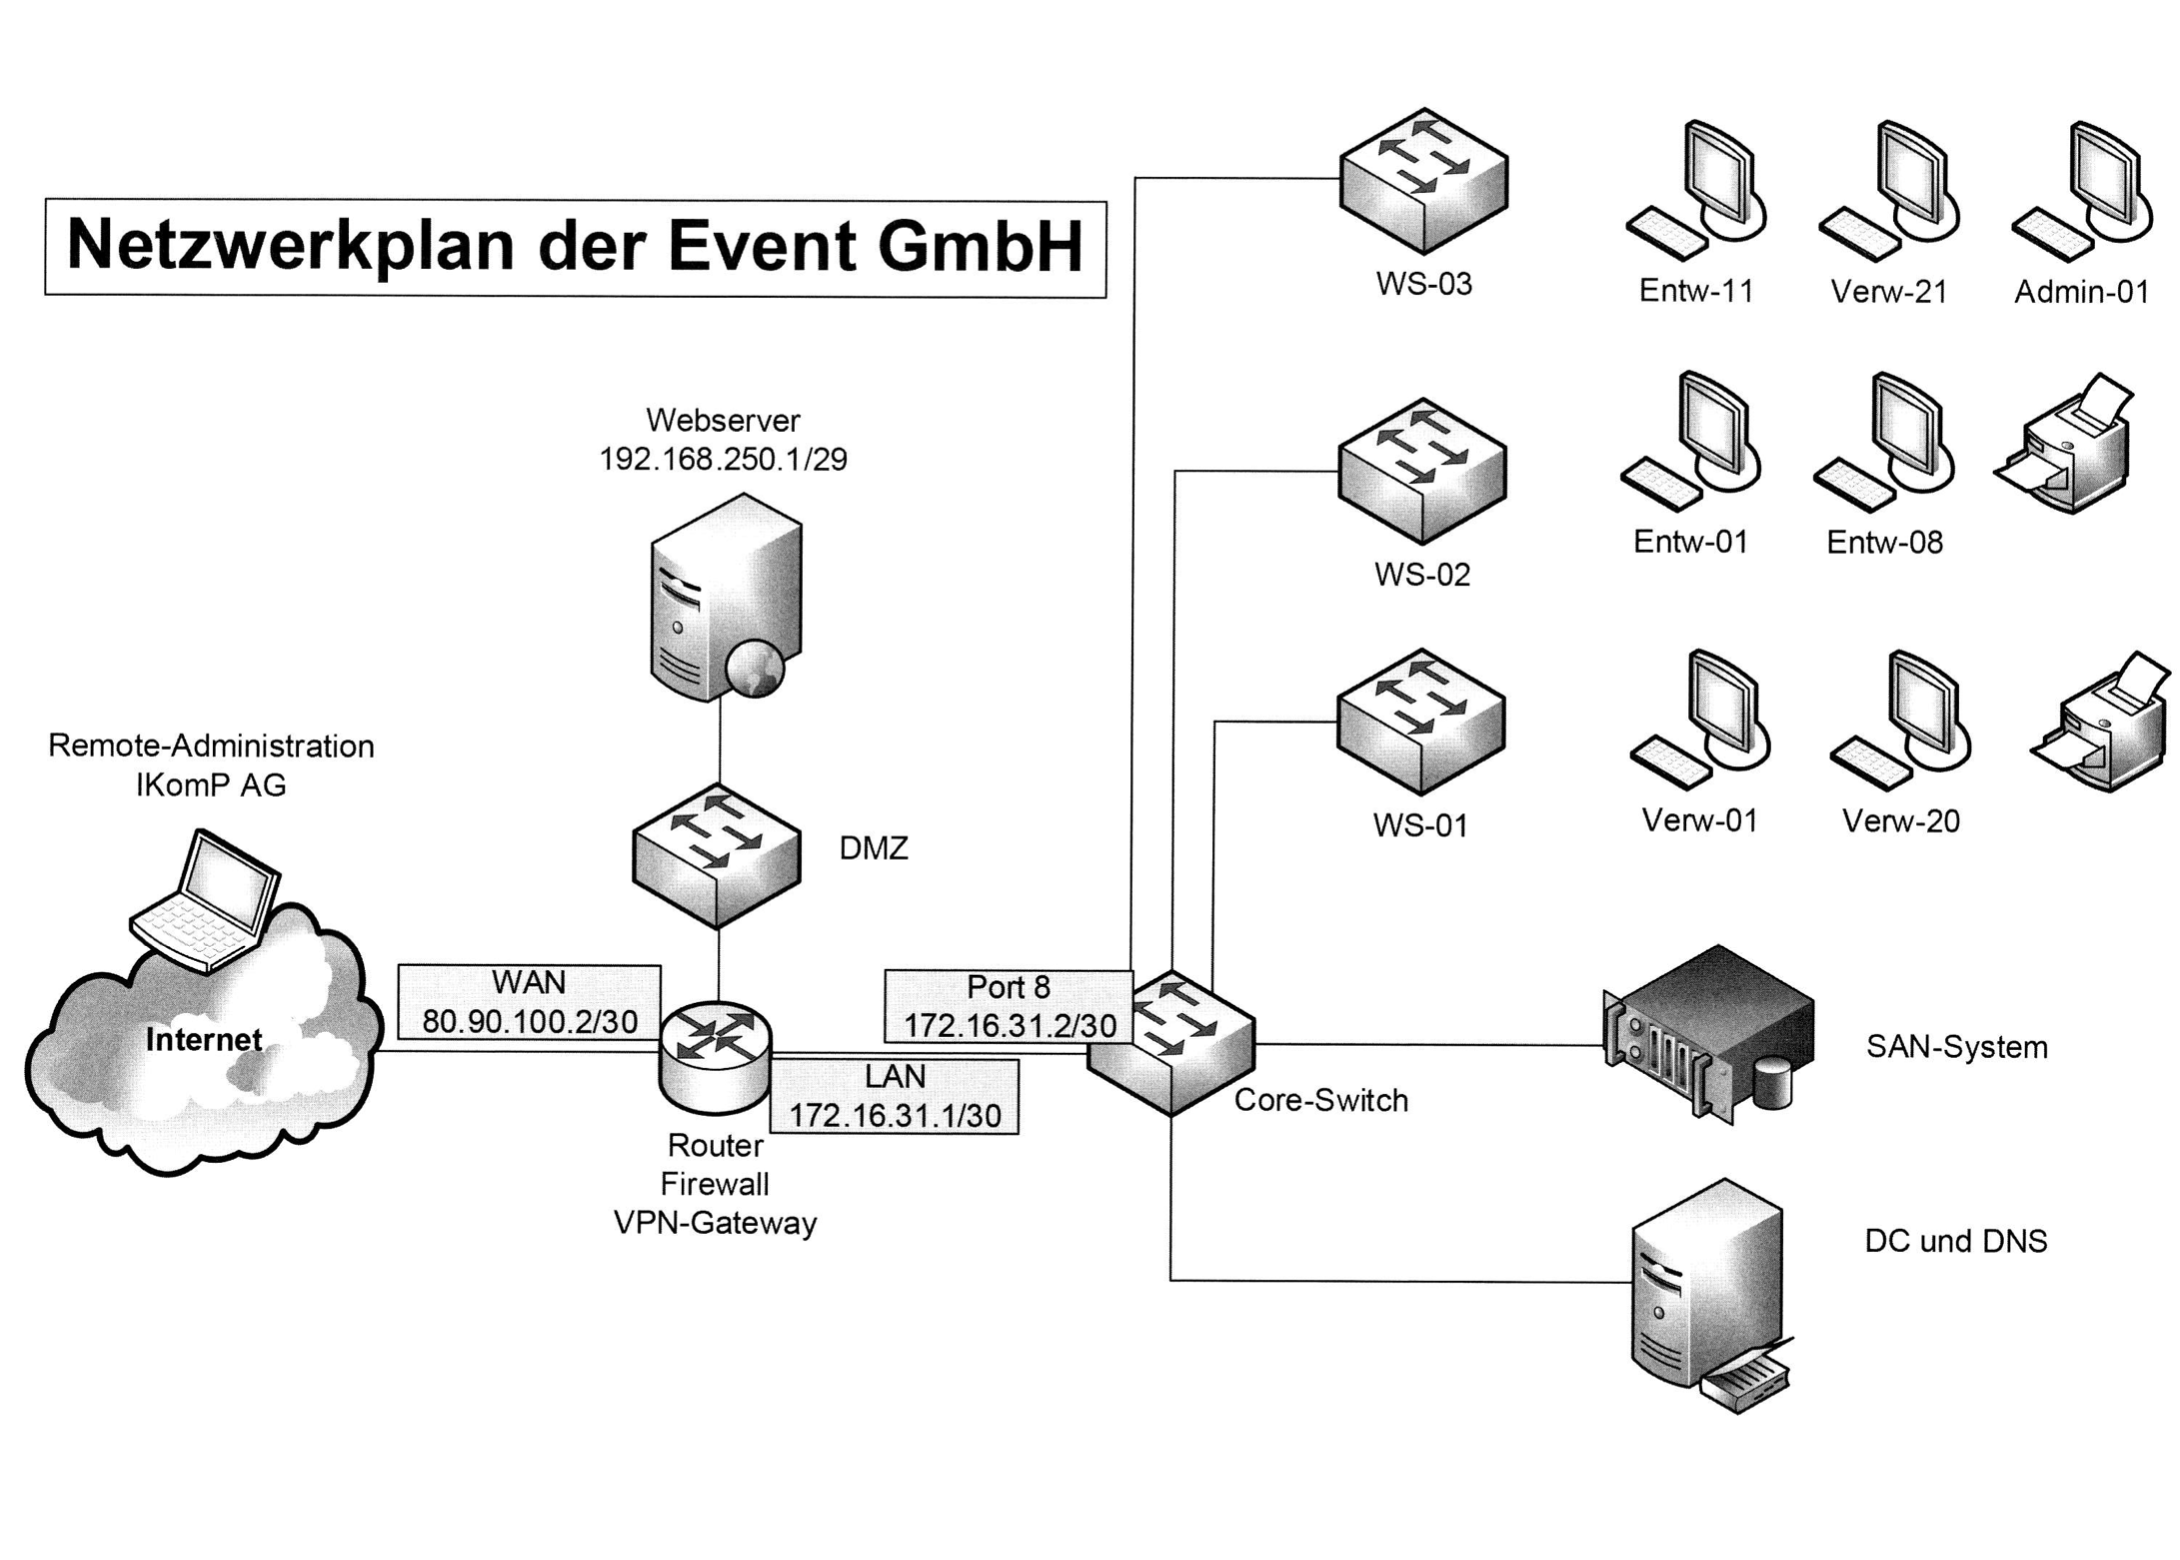 Netzwerkplan der Event GmbH
WS-03
Entw-11
Verw-21
Admin-01
Webserver
192.168.250.1/29
WS-02
Entw-01
Entw-08
Remote-Administration
IKomP AG
DMZ
WS-01
Verw-01
Verw-20
Internet
WAN
80.90.100.2/30
Port 8
172.16.31.2/30
LAN
172.16.31.1/30
Router
Firewall
VPN-Gateway
Core-Switch
SAN-System
DC und DNS